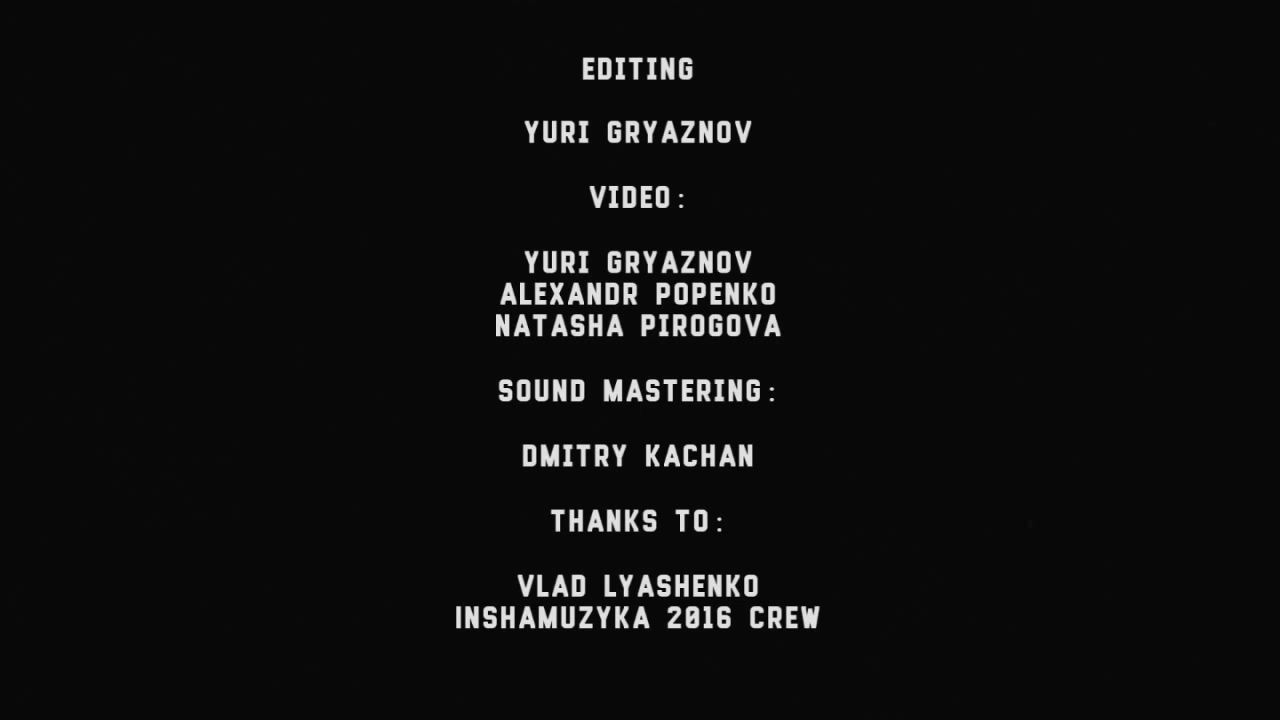 EDITING
YURI GRYAZNOV
VIDEO:
YURI GRYAZNOV
ALEXANDR POPENKO
NATASHA PIROGOVA
SOUND MASTERING:
DMITRY KACHAN
THANKS TO:
VLAD LYASHENKO
INSHAMUZYKA 2016 CREW